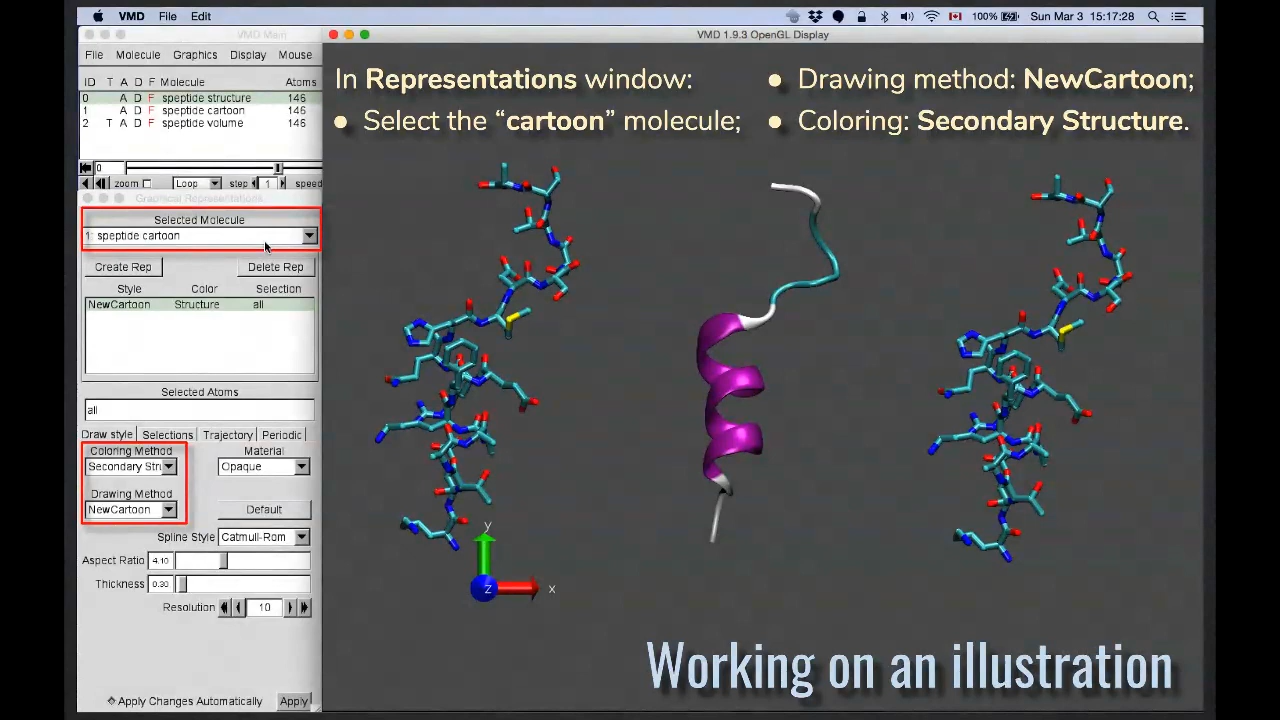 VMD File Edit 100% Sun Mar 3 15:17:28
VMD Main
VMD 1.9.3 OpenGL Display
File Molecule Graphics Display Mouse
ID T A D F Molecule Atoms
0 A D F speptide structure 146
1 A D F speptide cartoon 146
2 T A D F speptide volume 146
0
zoom Loop step 1 speed
Graphical Representations
Selected Molecule
1: speptide cartoon
Create Rep Delete Rep
Style Color Selection
NewCartoon Structure all
Selected Atoms
all
Draw style Selections Trajectory Periodic
Coloring Method Material
Secondary Stru Opaque
Drawing Method
NewCartoon Default
Spline Style Catmull-Rom
Aspect Ratio 4.10
Thickness 0.30
Resolution 10
Apply Changes Automatically Apply
In Representations window:
● Select the “cartoon” molecule;
● Drawing method: NewCartoon;
● Coloring: Secondary Structure.
y
z x
Working on an illustration